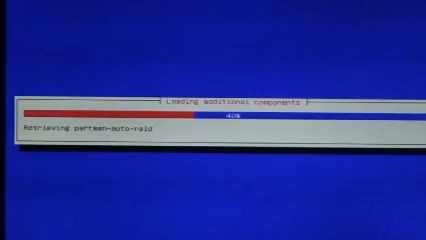 Loading additional components
40%
Retrieving partman-auto-raid